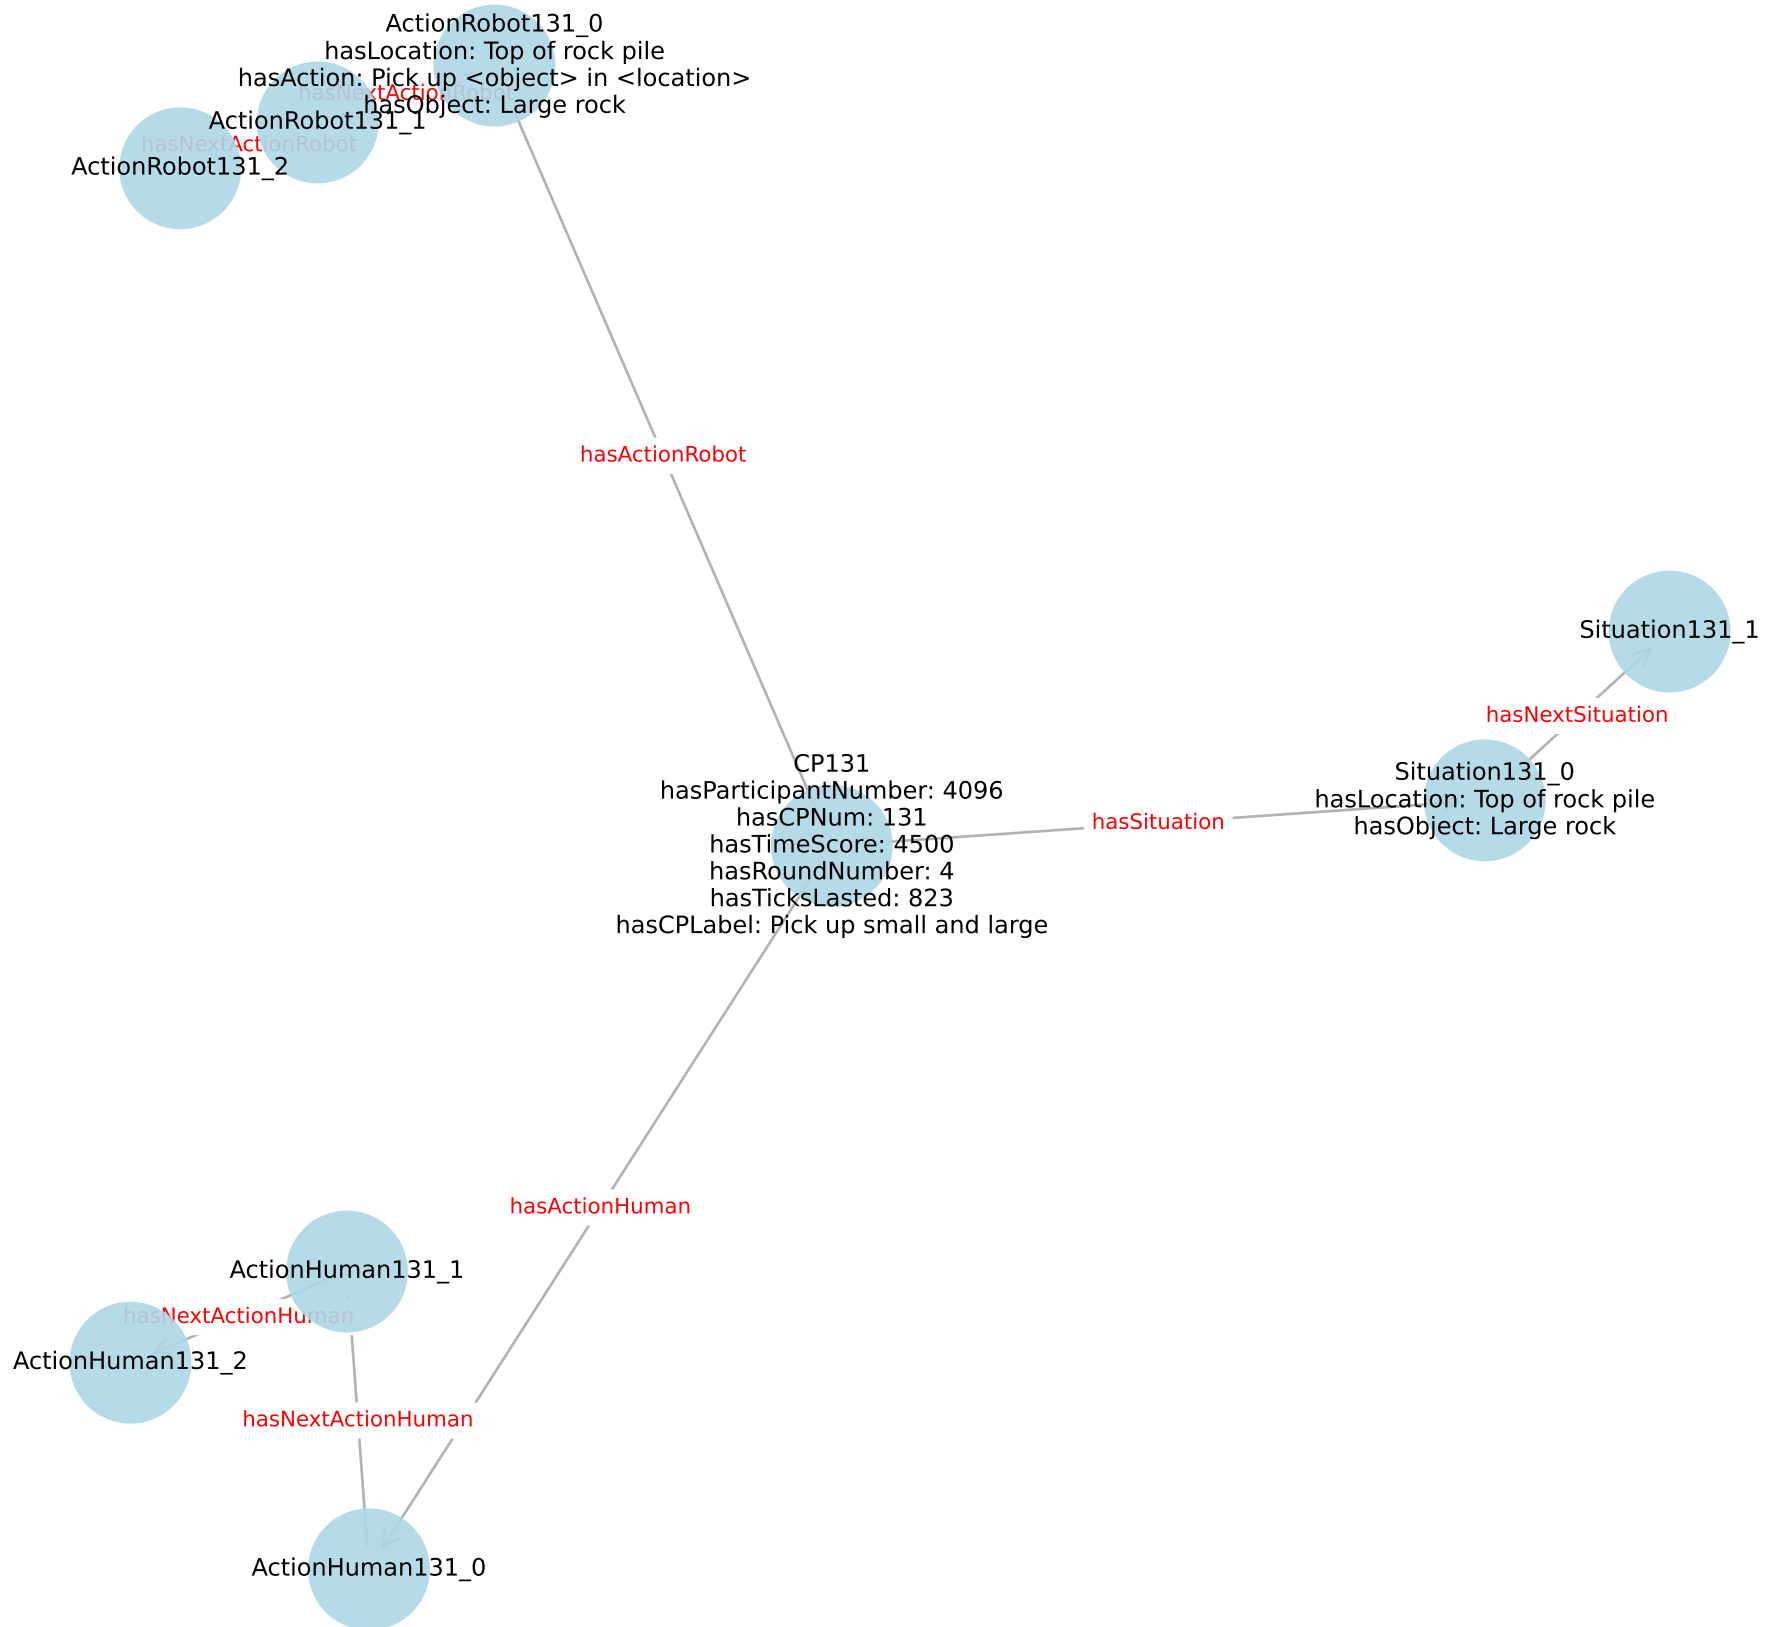 ActionRobot131_0
hasLocation: Top of rock pile
hasAction: Pick up <object> in <location>
hasObject: Large rock
hasNextActionRobot
ActionRobot131_1
hasNextActionRobot
ActionRobot131_2
hasActionRobot
Situation131_1
hasNextSituation
Situation131_0
hasLocation: Top of rock pile
hasObject: Large rock
hasSituation
CP131
hasParticipantNumber: 4096
hasCPNum: 131
hasTimeScore: 4500
hasRoundNumber: 4
hasTicksLasted: 823
hasCPLabel: Pick up small and large
hasActionHuman
ActionHuman131_1
hasNextActionHuman
ActionHuman131_2
hasNextActionHuman
ActionHuman131_0